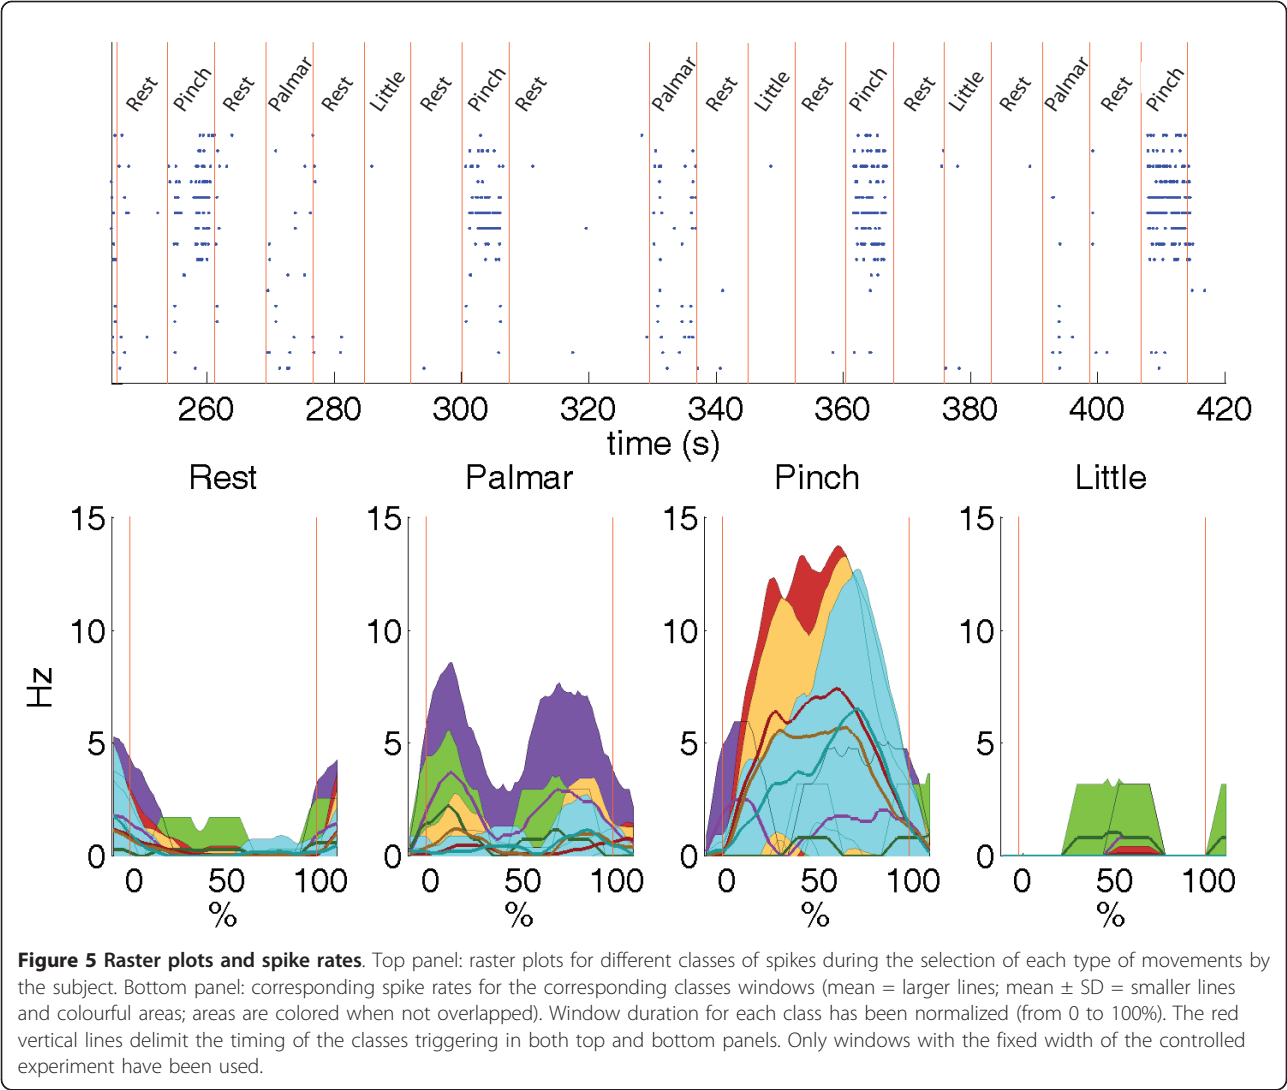 Rest Pinch Rest Palmar Rest Little Rest Pinch Rest Palmar Rest Little Rest Pinch Rest Little Rest Palmar Rest Pinch
260 280 300 320 340 360 380 400 420
time (s)
Rest Palmar Pinch Little
15 15 15 15
10 10 10 10
Hz
5 5 5 5
0 0 0 0
0 50 100 0 50 100 0 50 100 0 50 100
% % % %
Figure 5 Raster plots and spike rates. Top panel: raster plots for different classes of spikes during the selection of each type of movements by
the subject. Bottom panel: corresponding spike rates for the corresponding classes windows (mean = larger lines; mean ± SD = smaller lines
and colourful areas; areas are colored when not overlapped). Window duration for each class has been normalized (from 0 to 100%). The red
vertical lines delimit the timing of the classes triggering in both top and bottom panels. Only windows with the fixed width of the controlled
experiment have been used.